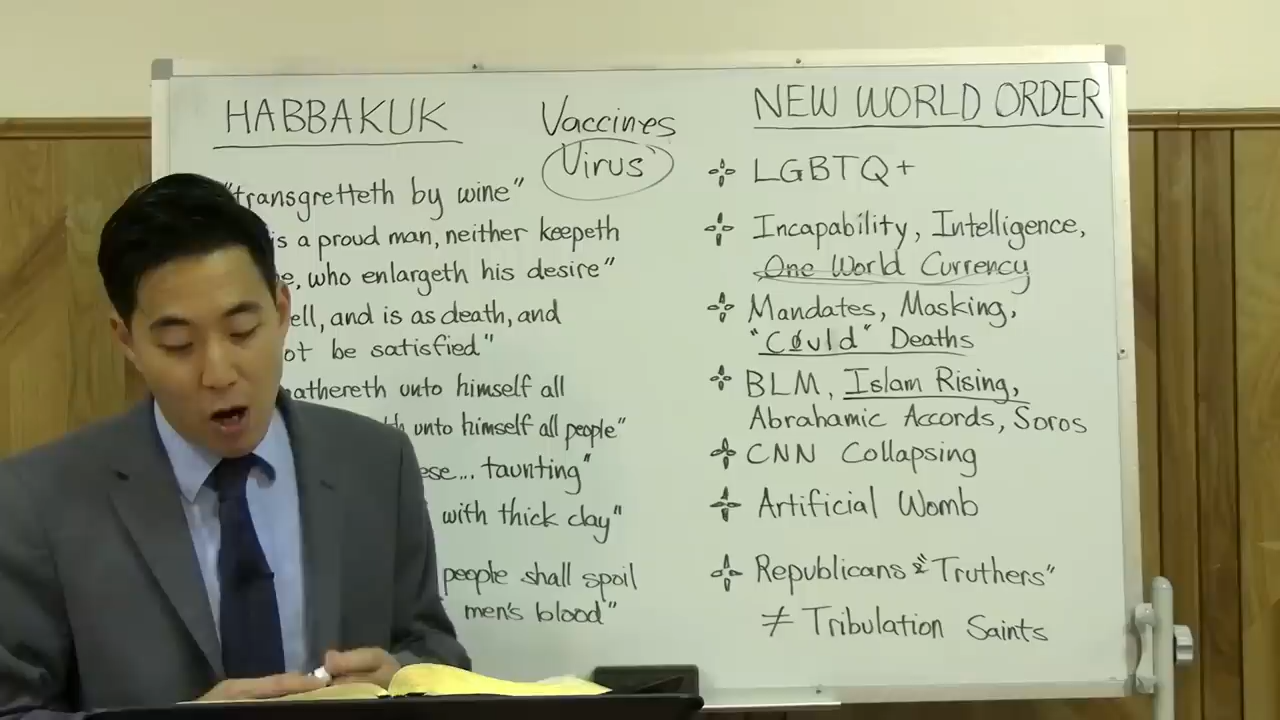 HABBAKUK
"transgretteth by wine"
is a proud man, neither keepeth
, who enlargeth his desire"
ell, and is as death, and
ot be satisfied"
athereth unto himself all
unto himself all people"
ese... taunting"
with thick clay"
people shall spoil
men's blood"
Vaccines
Virus
NEW WORLD ORDER
LGBTQ+
Incapability, Intelligence,
One World Currency
Mandates, Masking,
"Covld" Deaths
BLM, Islam Rising,
Abrahamic Accords, Soros
CNN Collapsing
Artificial Womb
Republicans & "Truthers"
≠ Tribulation Saints